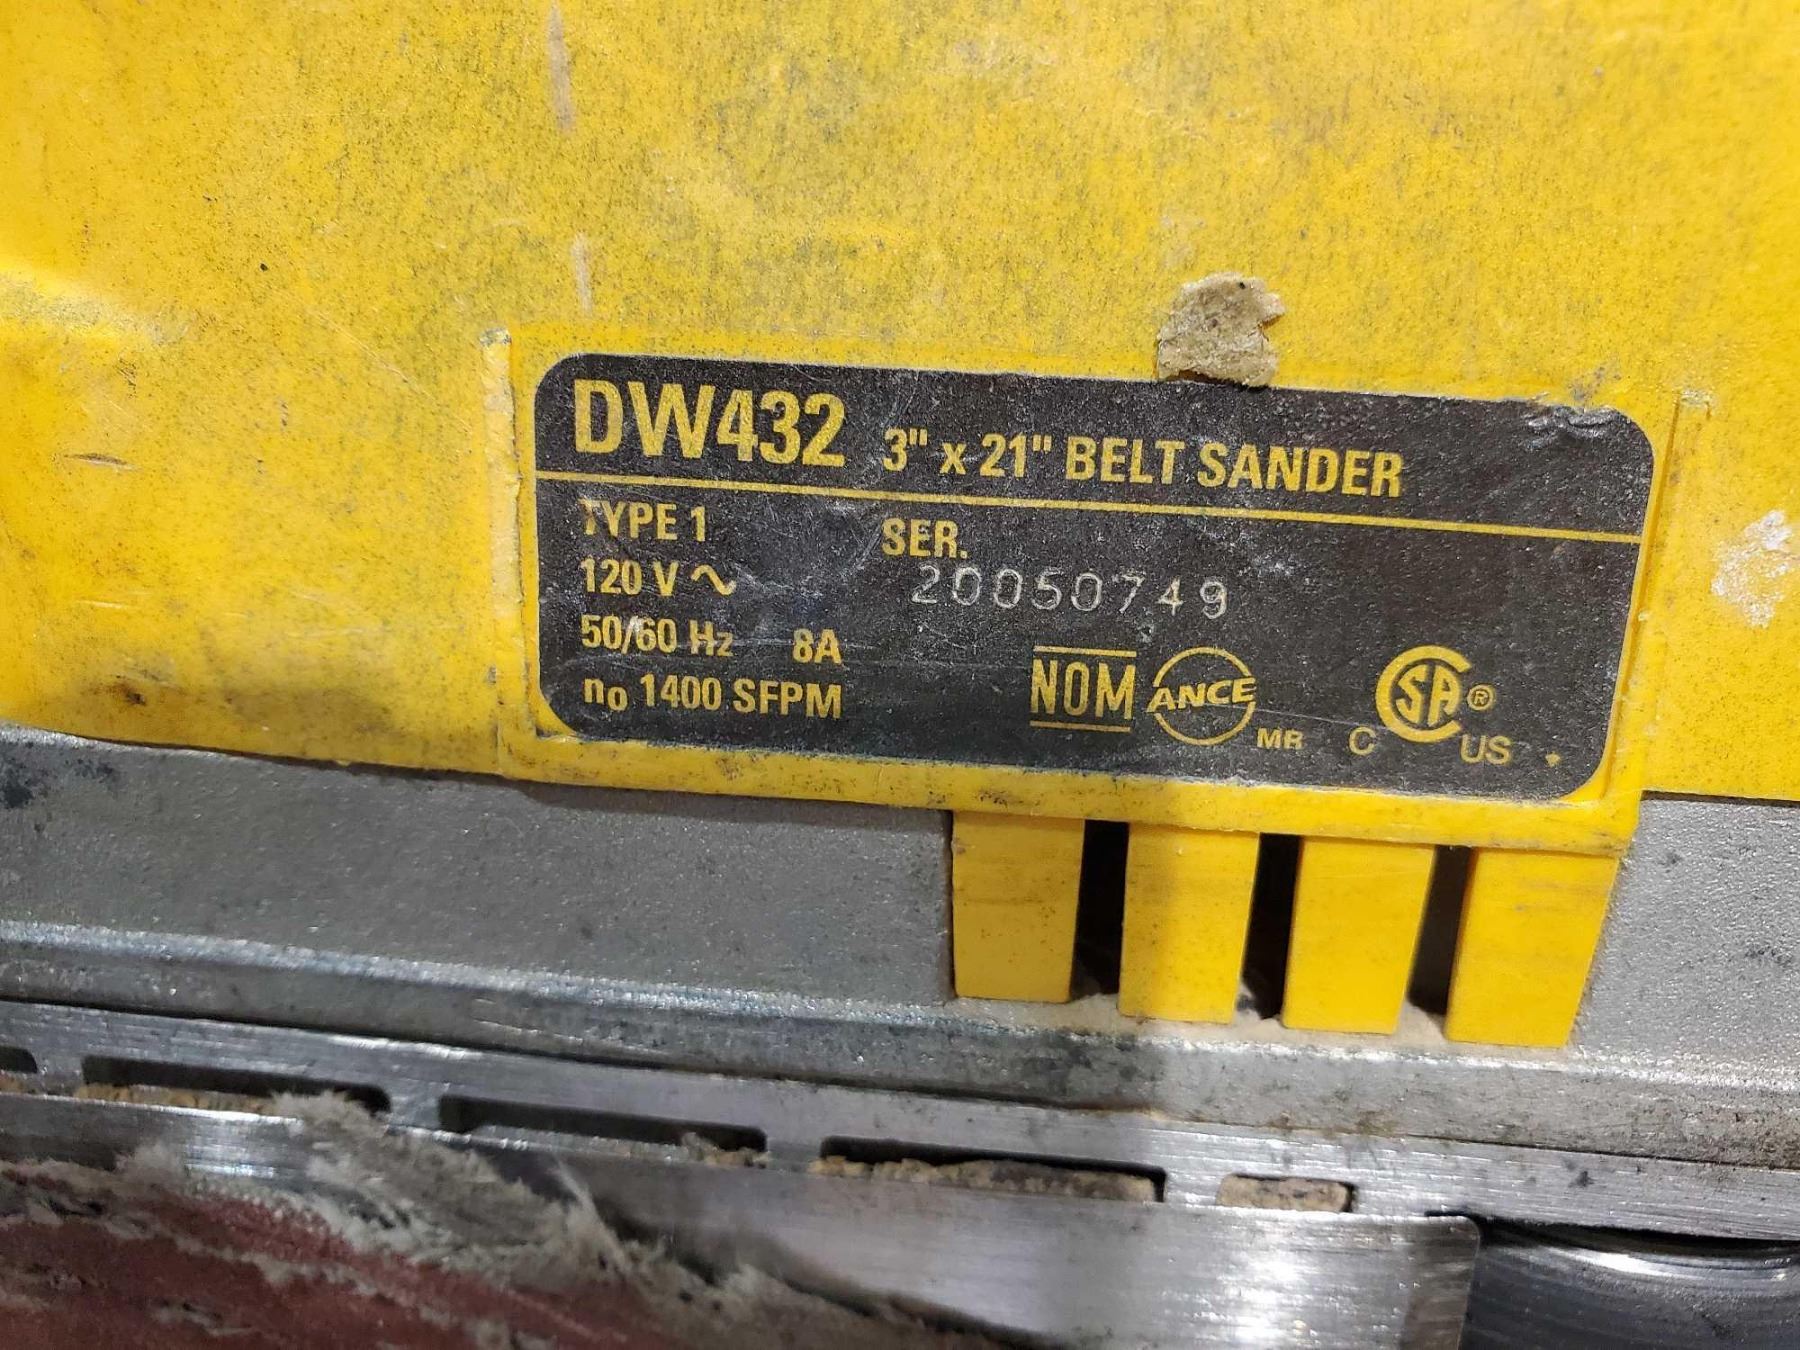 DW432 3" x 21" BELT SANDER
TYPE 1 SER.
120 V ~ 20050749
50/60 Hz 8A
no 1400 SFPM
NOM ANCE MR C SA ® US